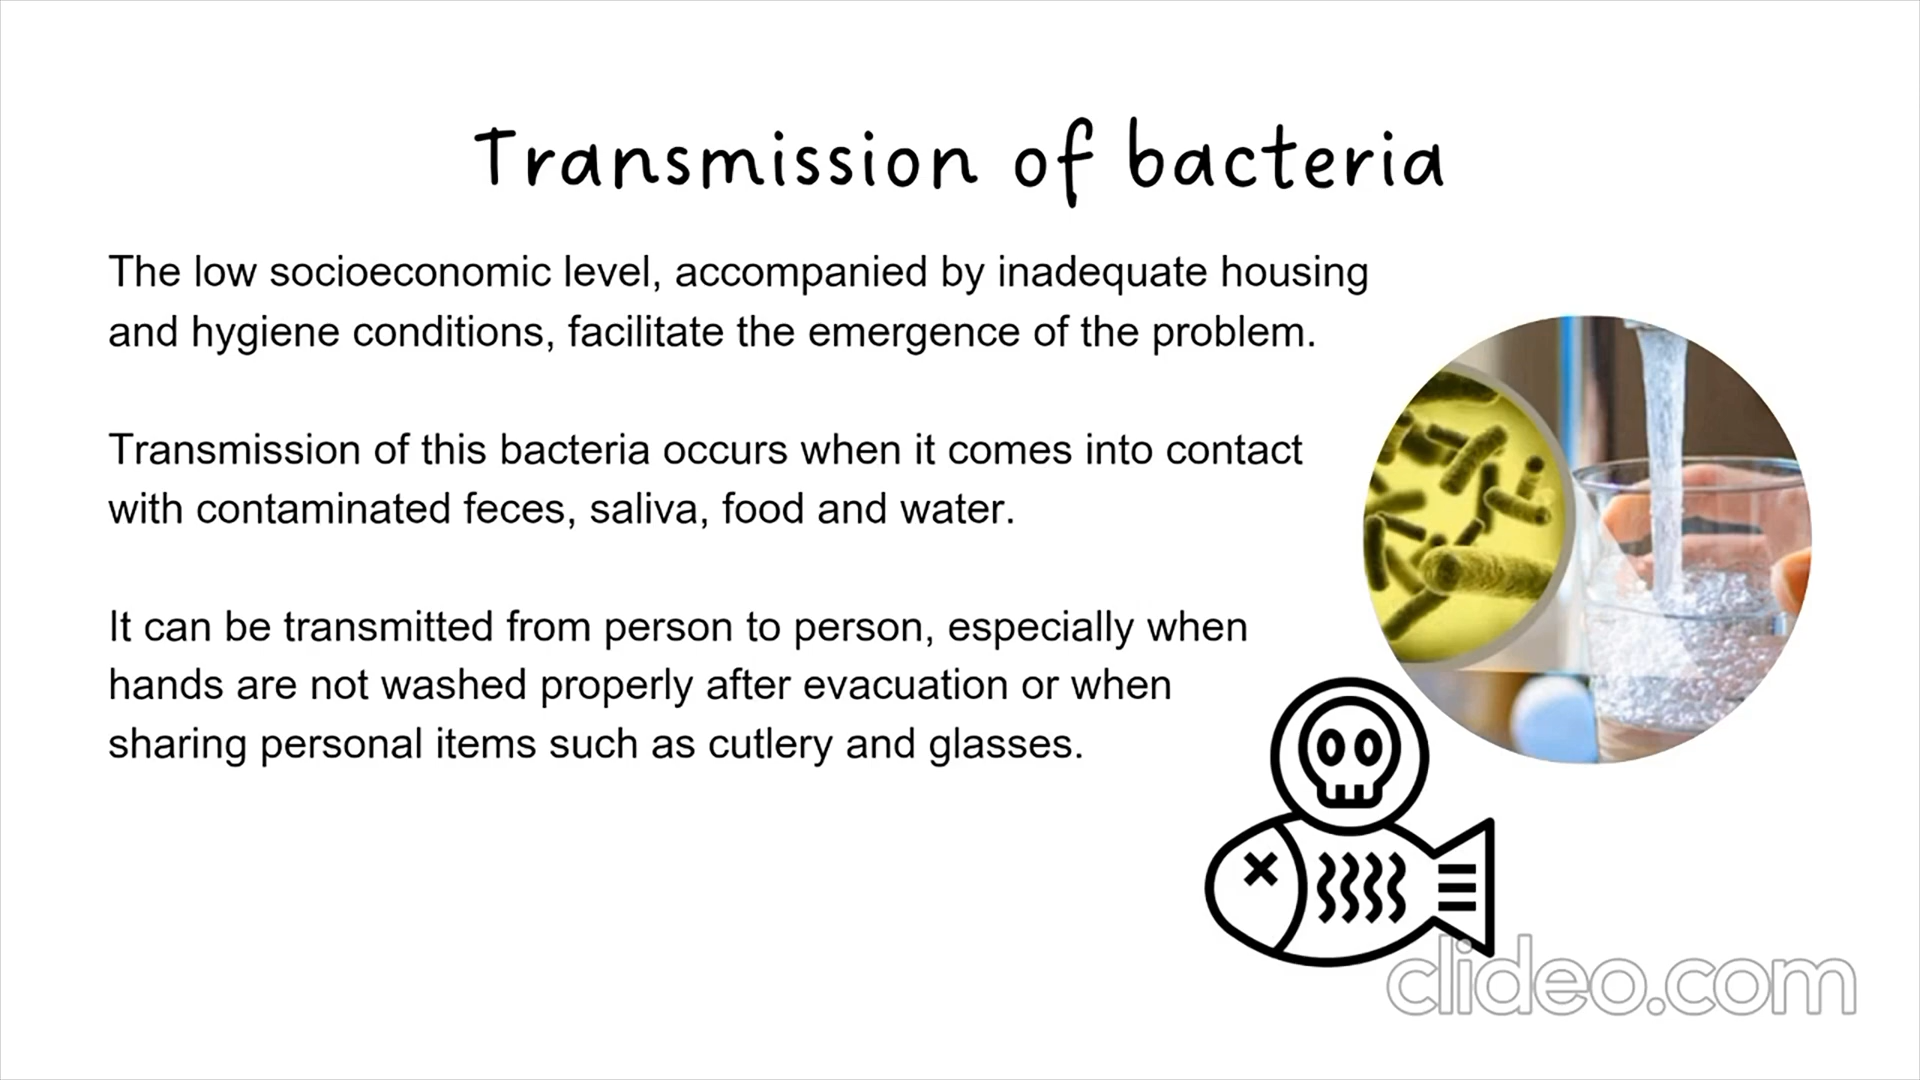 Transmission of bacteria
The low socioeconomic level, accompanied by inadequate housing
and hygiene conditions, facilitate the emergence of the problem.
Transmission of this bacteria occurs when it comes into contact
with contaminated feces, saliva, food and water.
It can be transmitted from person to person, especially when
hands are not washed properly after evacuation or when
sharing personal items such as cutlery and glasses.
clideo.com